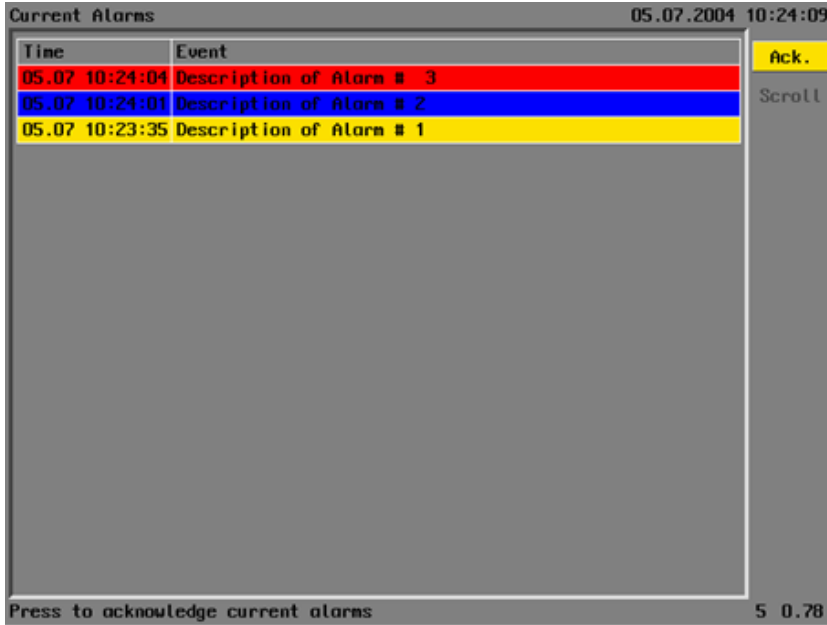 Current Alarms 05.07.2004 10:24:09
Time Event
Ack.
05.07 10:24:04 Description of Alarm # 3
05.07 10:24:01 Description of Alarm # 2
Scroll
05.07 10:23:35 Description of Alarm # 1
Press to acknowledge current alarms 5 0.78